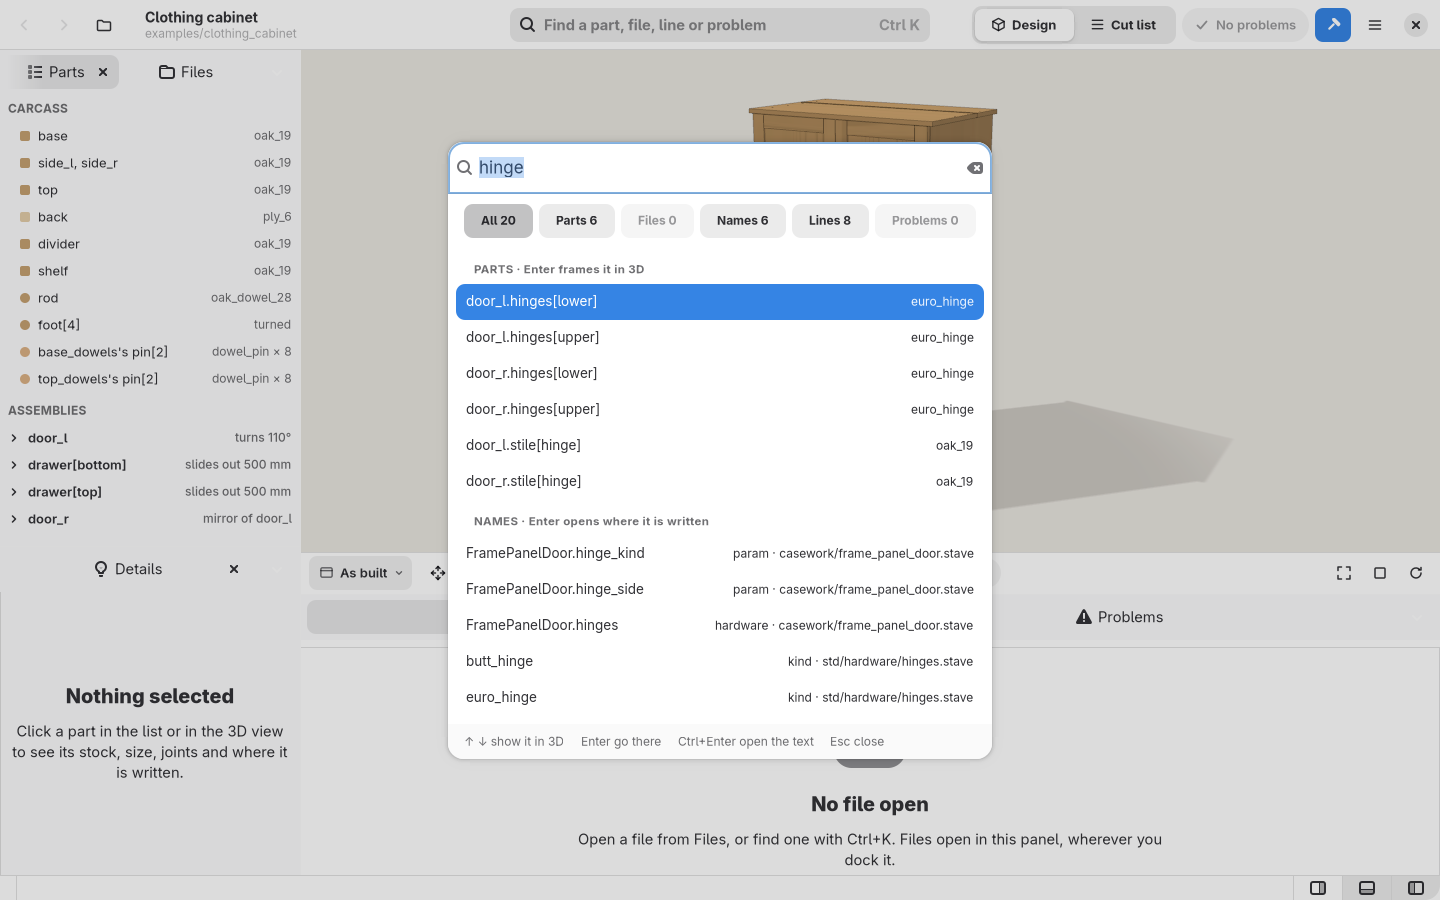 Clothing cabinet
examples/clothing_cabinet
Find a part, file, line or problem
Ctrl K
Design
Cut list
No problems
Parts
Files
CARCASS
base
oak_19
side_l, side_r
oak_19
top
oak_19
back
ply_6
divider
oak_19
shelf
oak_19
rod
oak_dowel_28
foot[4]
turned
base_dowels's pin[2]
dowel_pin × 8
top_dowels's pin[2]
dowel_pin × 8
ASSEMBLIES
door_l
turns 110°
drawer[bottom]
slides out 500 mm
drawer[top]
slides out 500 mm
door_r
mirror of door_l
Details
Nothing selected
Click a part in the list or in the 3D view
to see its stock, size, joints and where it
is written.
hinge
All 20
Parts 6
Files 0
Names 6
Lines 8
Problems 0
PARTS · Enter frames it in 3D
door_l.hinges[lower]
euro_hinge
door_l.hinges[upper]
euro_hinge
door_r.hinges[lower]
euro_hinge
door_r.hinges[upper]
euro_hinge
door_l.stile[hinge]
oak_19
door_r.stile[hinge]
oak_19
NAMES · Enter opens where it is written
FramePanelDoor.hinge_kind
param · casework/frame_panel_door.stave
FramePanelDoor.hinge_side
param · casework/frame_panel_door.stave
FramePanelDoor.hinges
hardware · casework/frame_panel_door.stave
butt_hinge
kind · std/hardware/hinges.stave
euro_hinge
kind · std/hardware/hinges.stave
↑ ↓ show it in 3D
Enter go there
Ctrl+Enter open the text
Esc close
As built
Problems
No file open
Open a file from Files, or find one with Ctrl+K. Files open in this panel, wherever you
dock it.